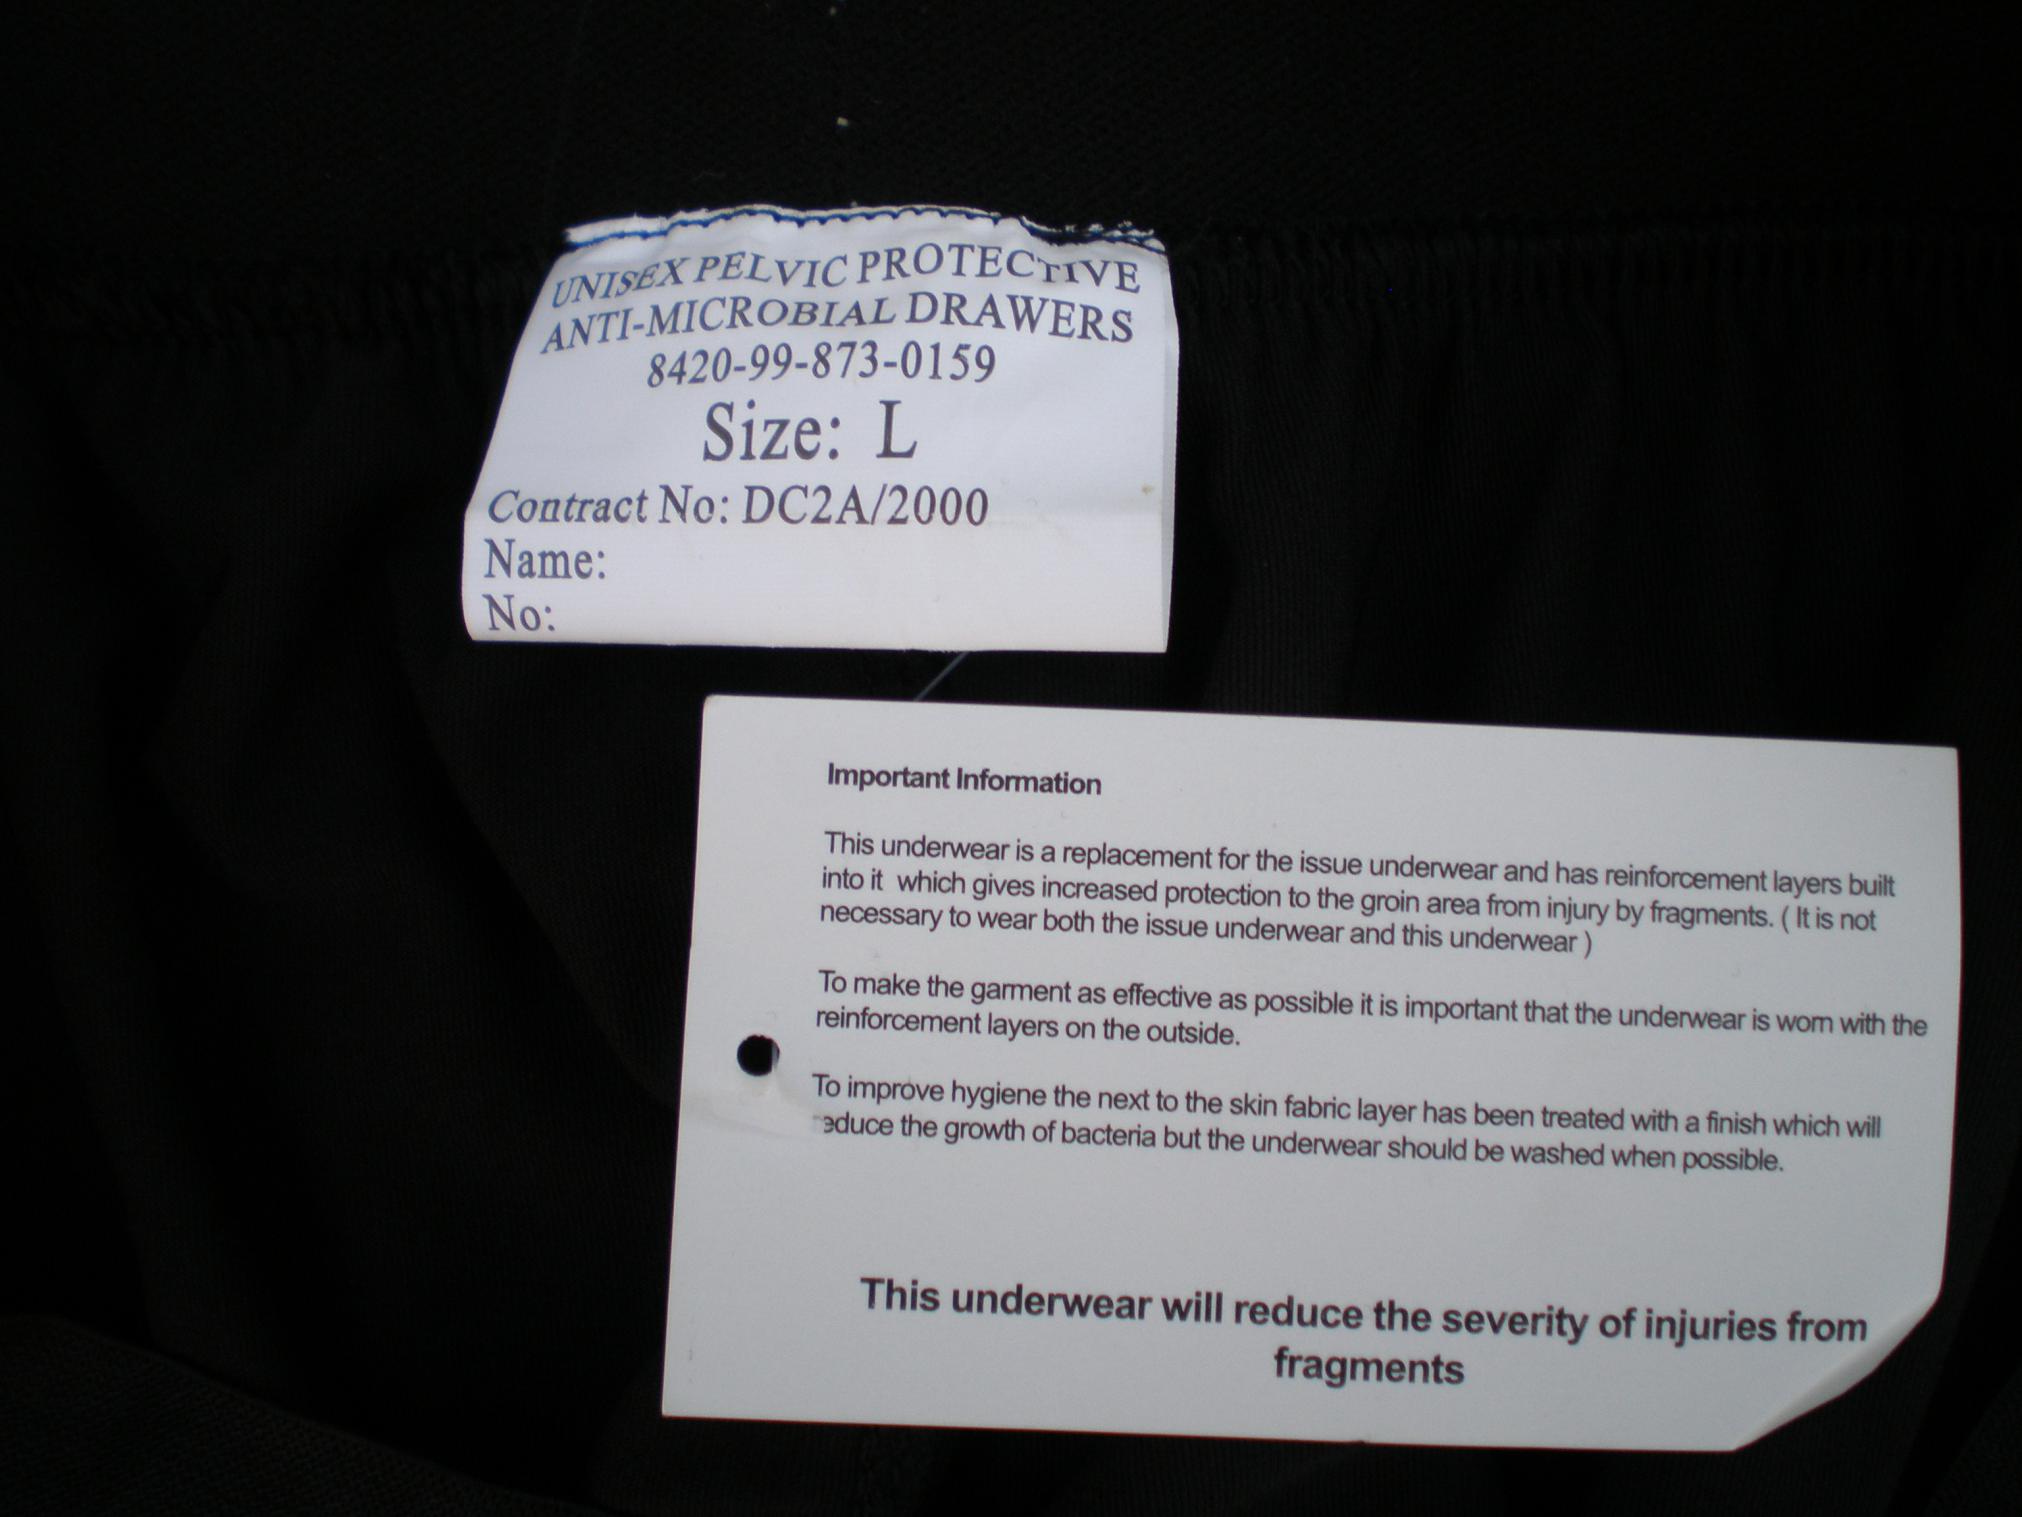 UNISEX PELVIC PROTECTIVE
ANTI-MICROBIAL DRAWERS
8420-99-873-0159
Size: L
Contract No: DC2A/2000
Name:
No:
Important Information
This underwear is a replacement for the issue underwear and has reinforcement layers built
into it which gives increased protection to the groin area from injury by fragments. ( It is not
necessary to wear both the issue underwear and this underwear )
To make the garment as effective as possible it is important that the underwear is worn with the
reinforcement layers on the outside.
To improve hygiene the next to the skin fabric layer has been treated with a finish which will
reduce the growth of bacteria but the underwear should be washed when possible.
This underwear will reduce the severity of injuries from
fragments